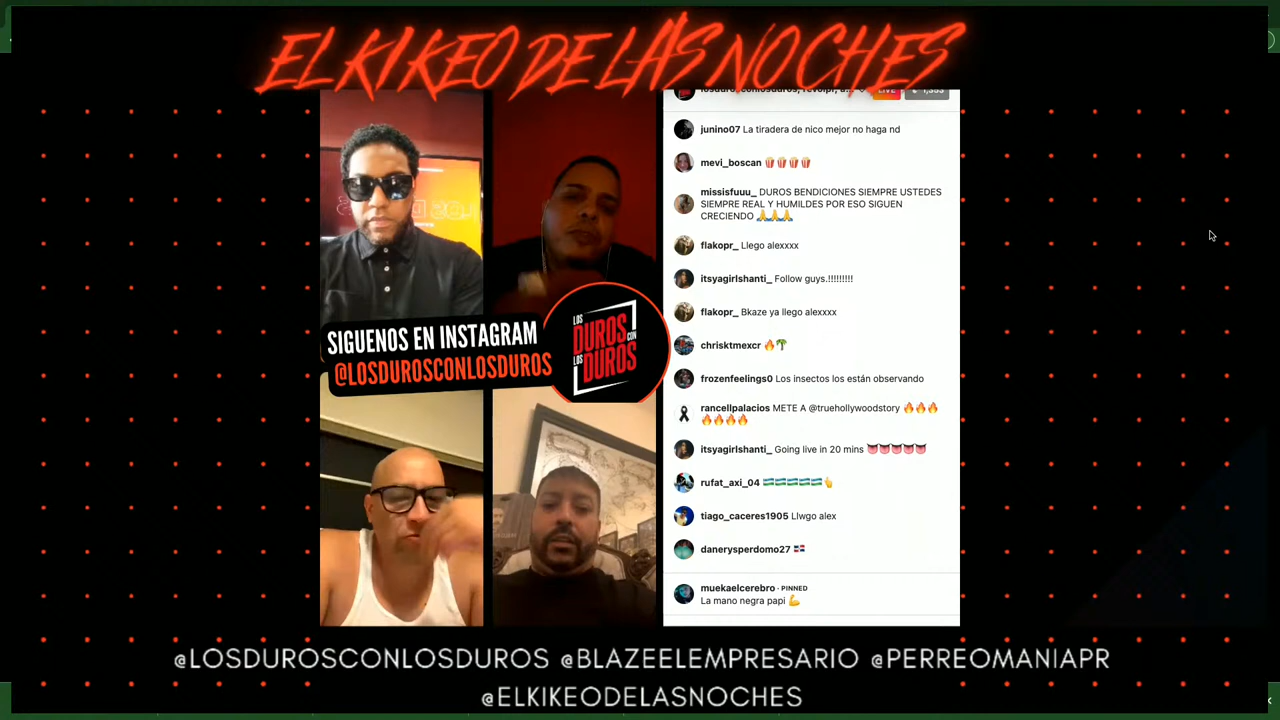 EL KIKEO DE LAS NOCHES
LIVE
1,353
junino07 La tiradera de nico mejor no haga nd
mevi_boscan 🍿🍿🍿🍿
missisfuuu_ DUROS BENDICIONES SIEMPRE USTEDES
SIEMPRE REAL Y HUMILDES POR ESO SIGUEN
CRECIENDO 🙏🙏🙏
flakopr_ Llego alexxxx
itsyagirlshanti_ Follow guys.!!!!!!!!!
flakopr_ Bkaze ya llego alexxxx
chrisktmexcr 🔥🌴
frozenfeelings0 Los insectos los están observando
rancellpalacios METE A @truehollywoodstory 🔥🔥🔥
🔥🔥🔥🔥
itsyagirlshanti_ Going live in 20 mins 👅👅👅👅👅
rufat_axi_04 🇺🇿🇺🇿🇺🇿🇺🇿🇺🇿👆
tiago_caceres1905 Llwgo alex
danerysperdomo27 🇩🇴
muekaelcerebro · PINNED
La mano negra papi 💪
SIGUENOS EN INSTAGRAM
@LOSDUROSCONLOSDUROS
LOS
DUROS
CON
LOS
DUROS
@LOSDUROSCONLOSDUROS @BLAZEELEMPRESARIO @PERREOMANIAPR
@ELKIKEODELASNOCHES